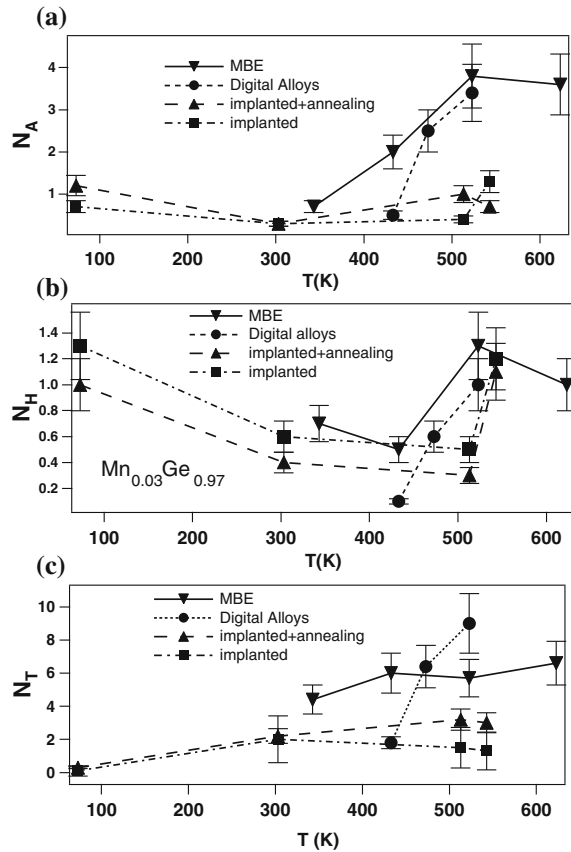 (a)
MBE
Digital Alloys
implanted+annealing
implanted
N_A
4
3
2
1
100 200 300 400 500 600
T(K)
(b)
MBE
Digital alloys
implanted+annealing
implanted
N_H
1.4
1.2
1.0
0.8
0.6
0.4
0.2
Mn0.03Ge0.97
100 200 300 400 500 600
T(K)
(c)
MBE
Digital Alloys
implanted+annealing
implanted
N_T
10
8
6
4
2
0
100 200 300 400 500 600
T (K)